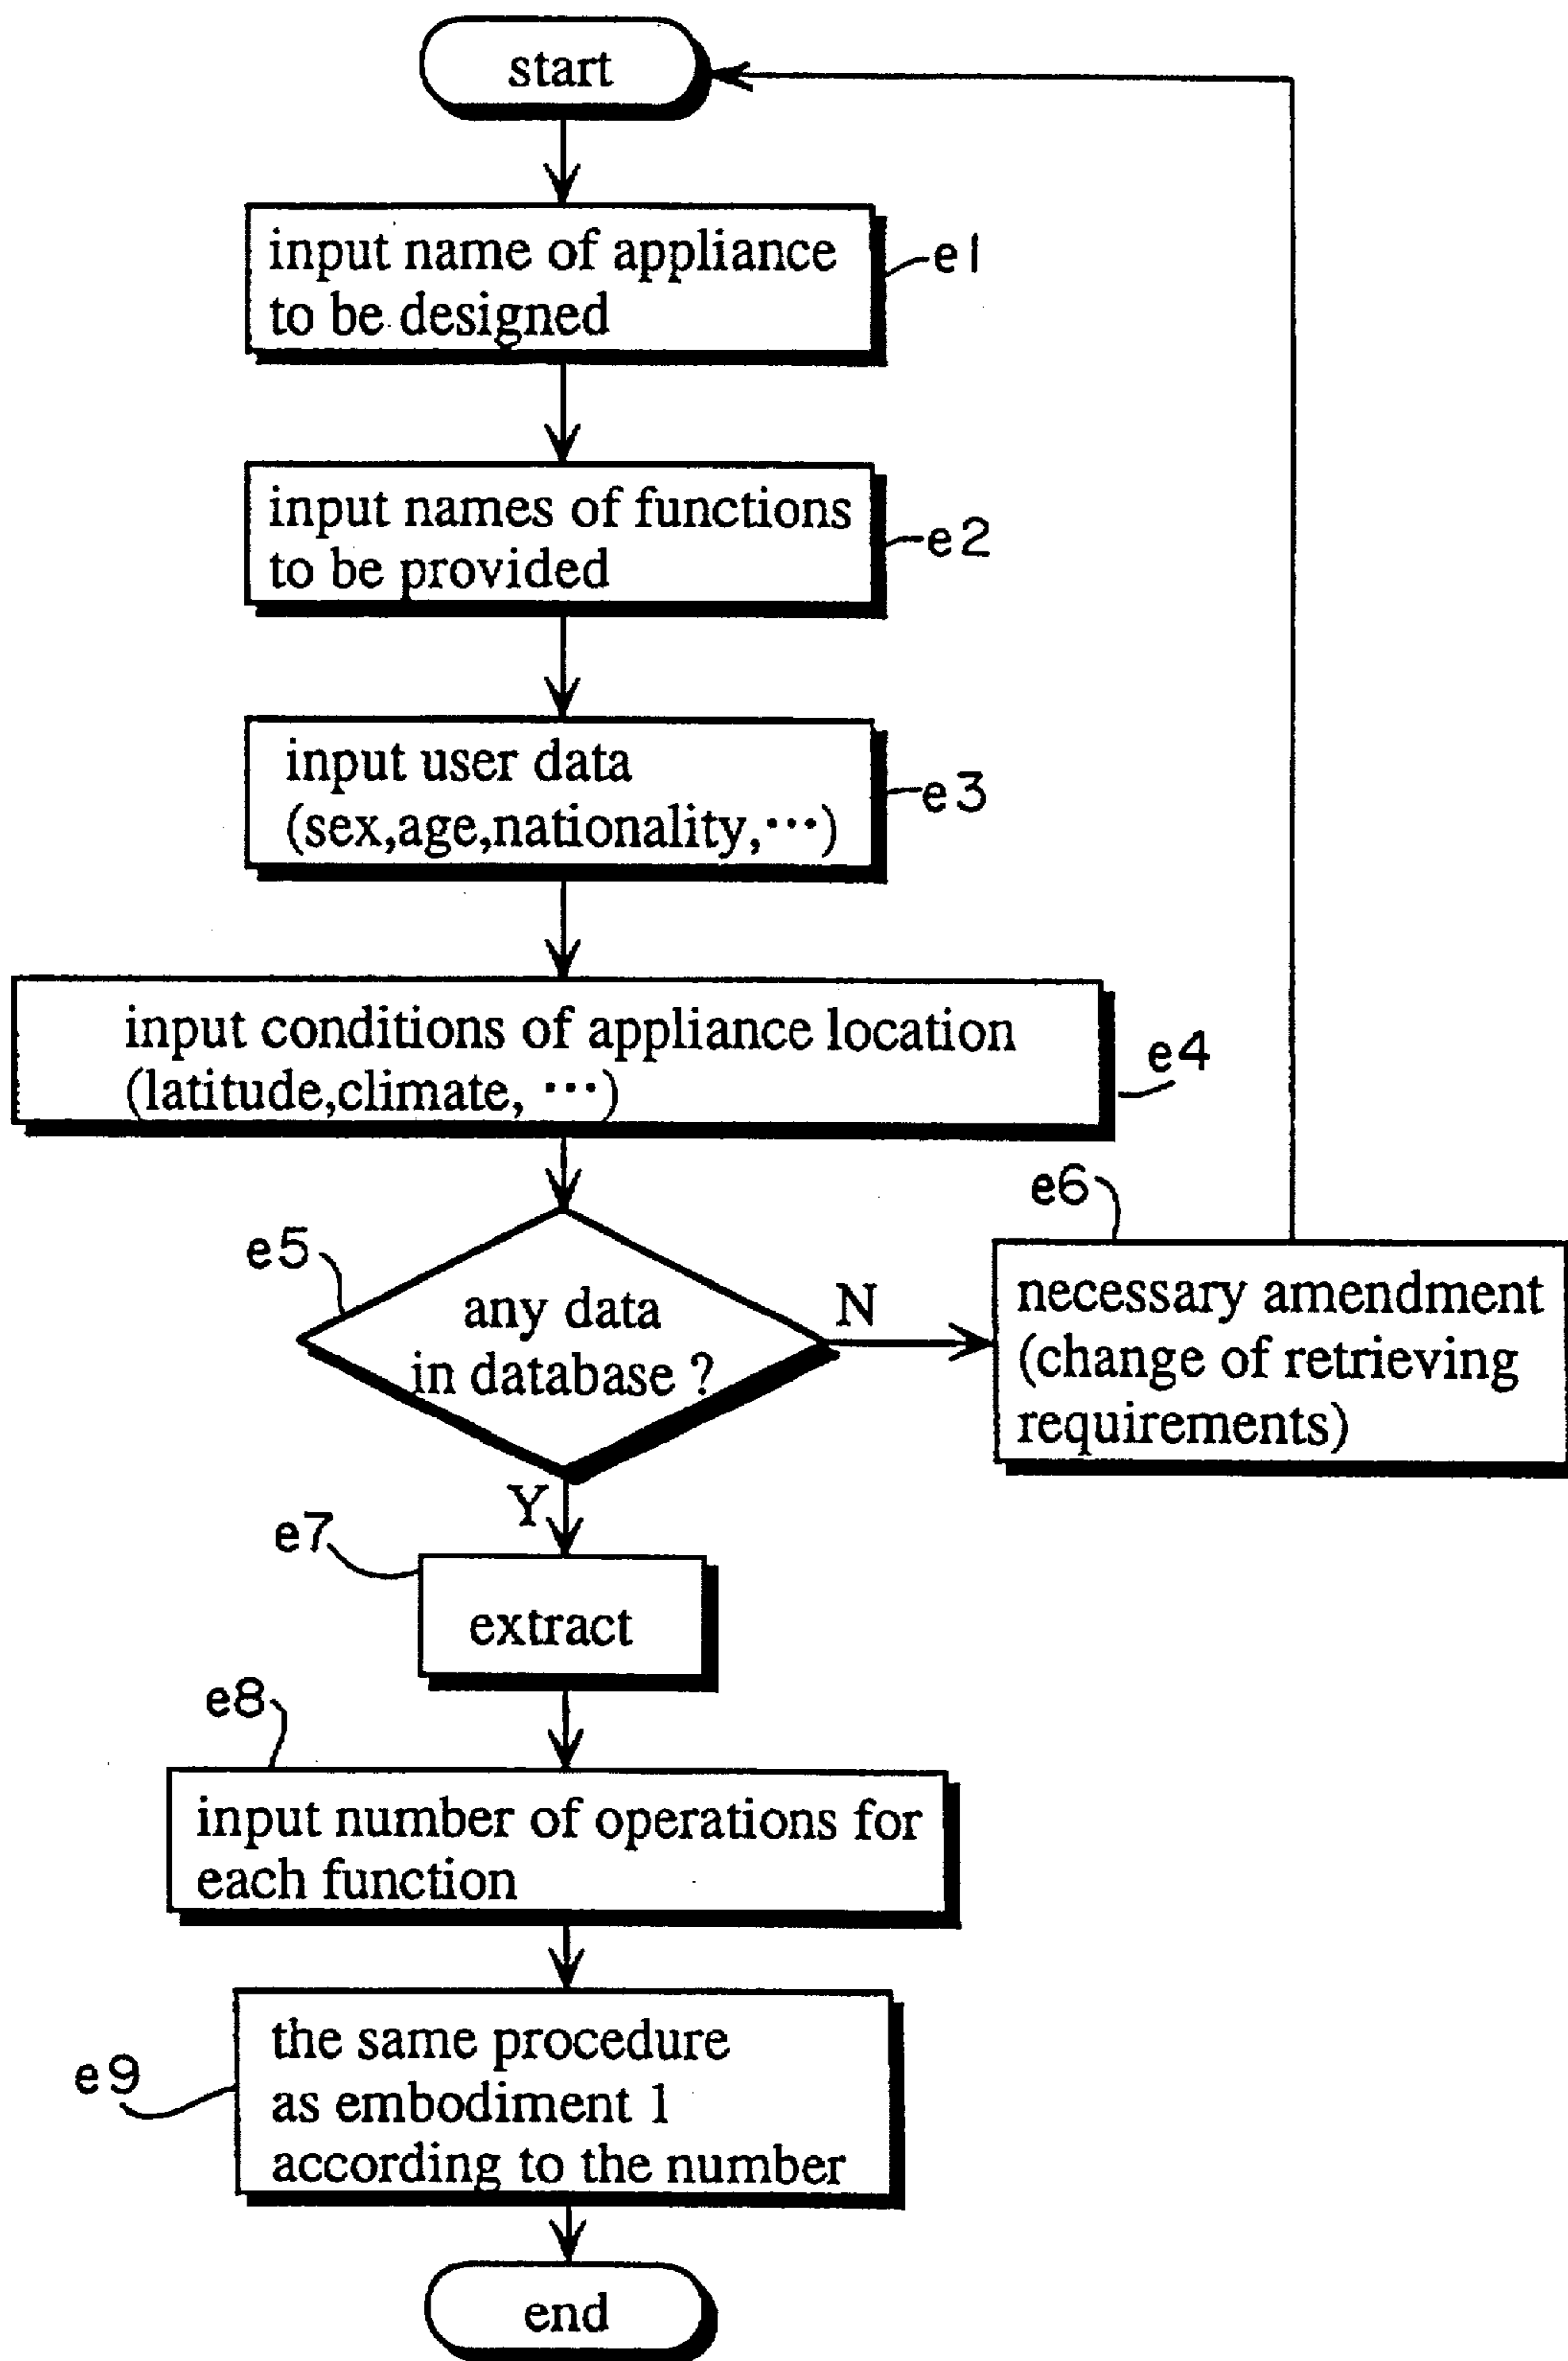 start
input name of appliance
to be designed
e1
input names of functions
to be provided
e2
input user data
(sex,age,nationality,···)
e3
input conditions of appliance location
(latitude,climate, ···)
e4
e5
any data
in database ?
N
e6
necessary amendment
(change of retrieving
requirements)
Y
e7
extract
e8
input number of operations for
each function
e9
the same procedure
as embodiment 1
according to the number
end